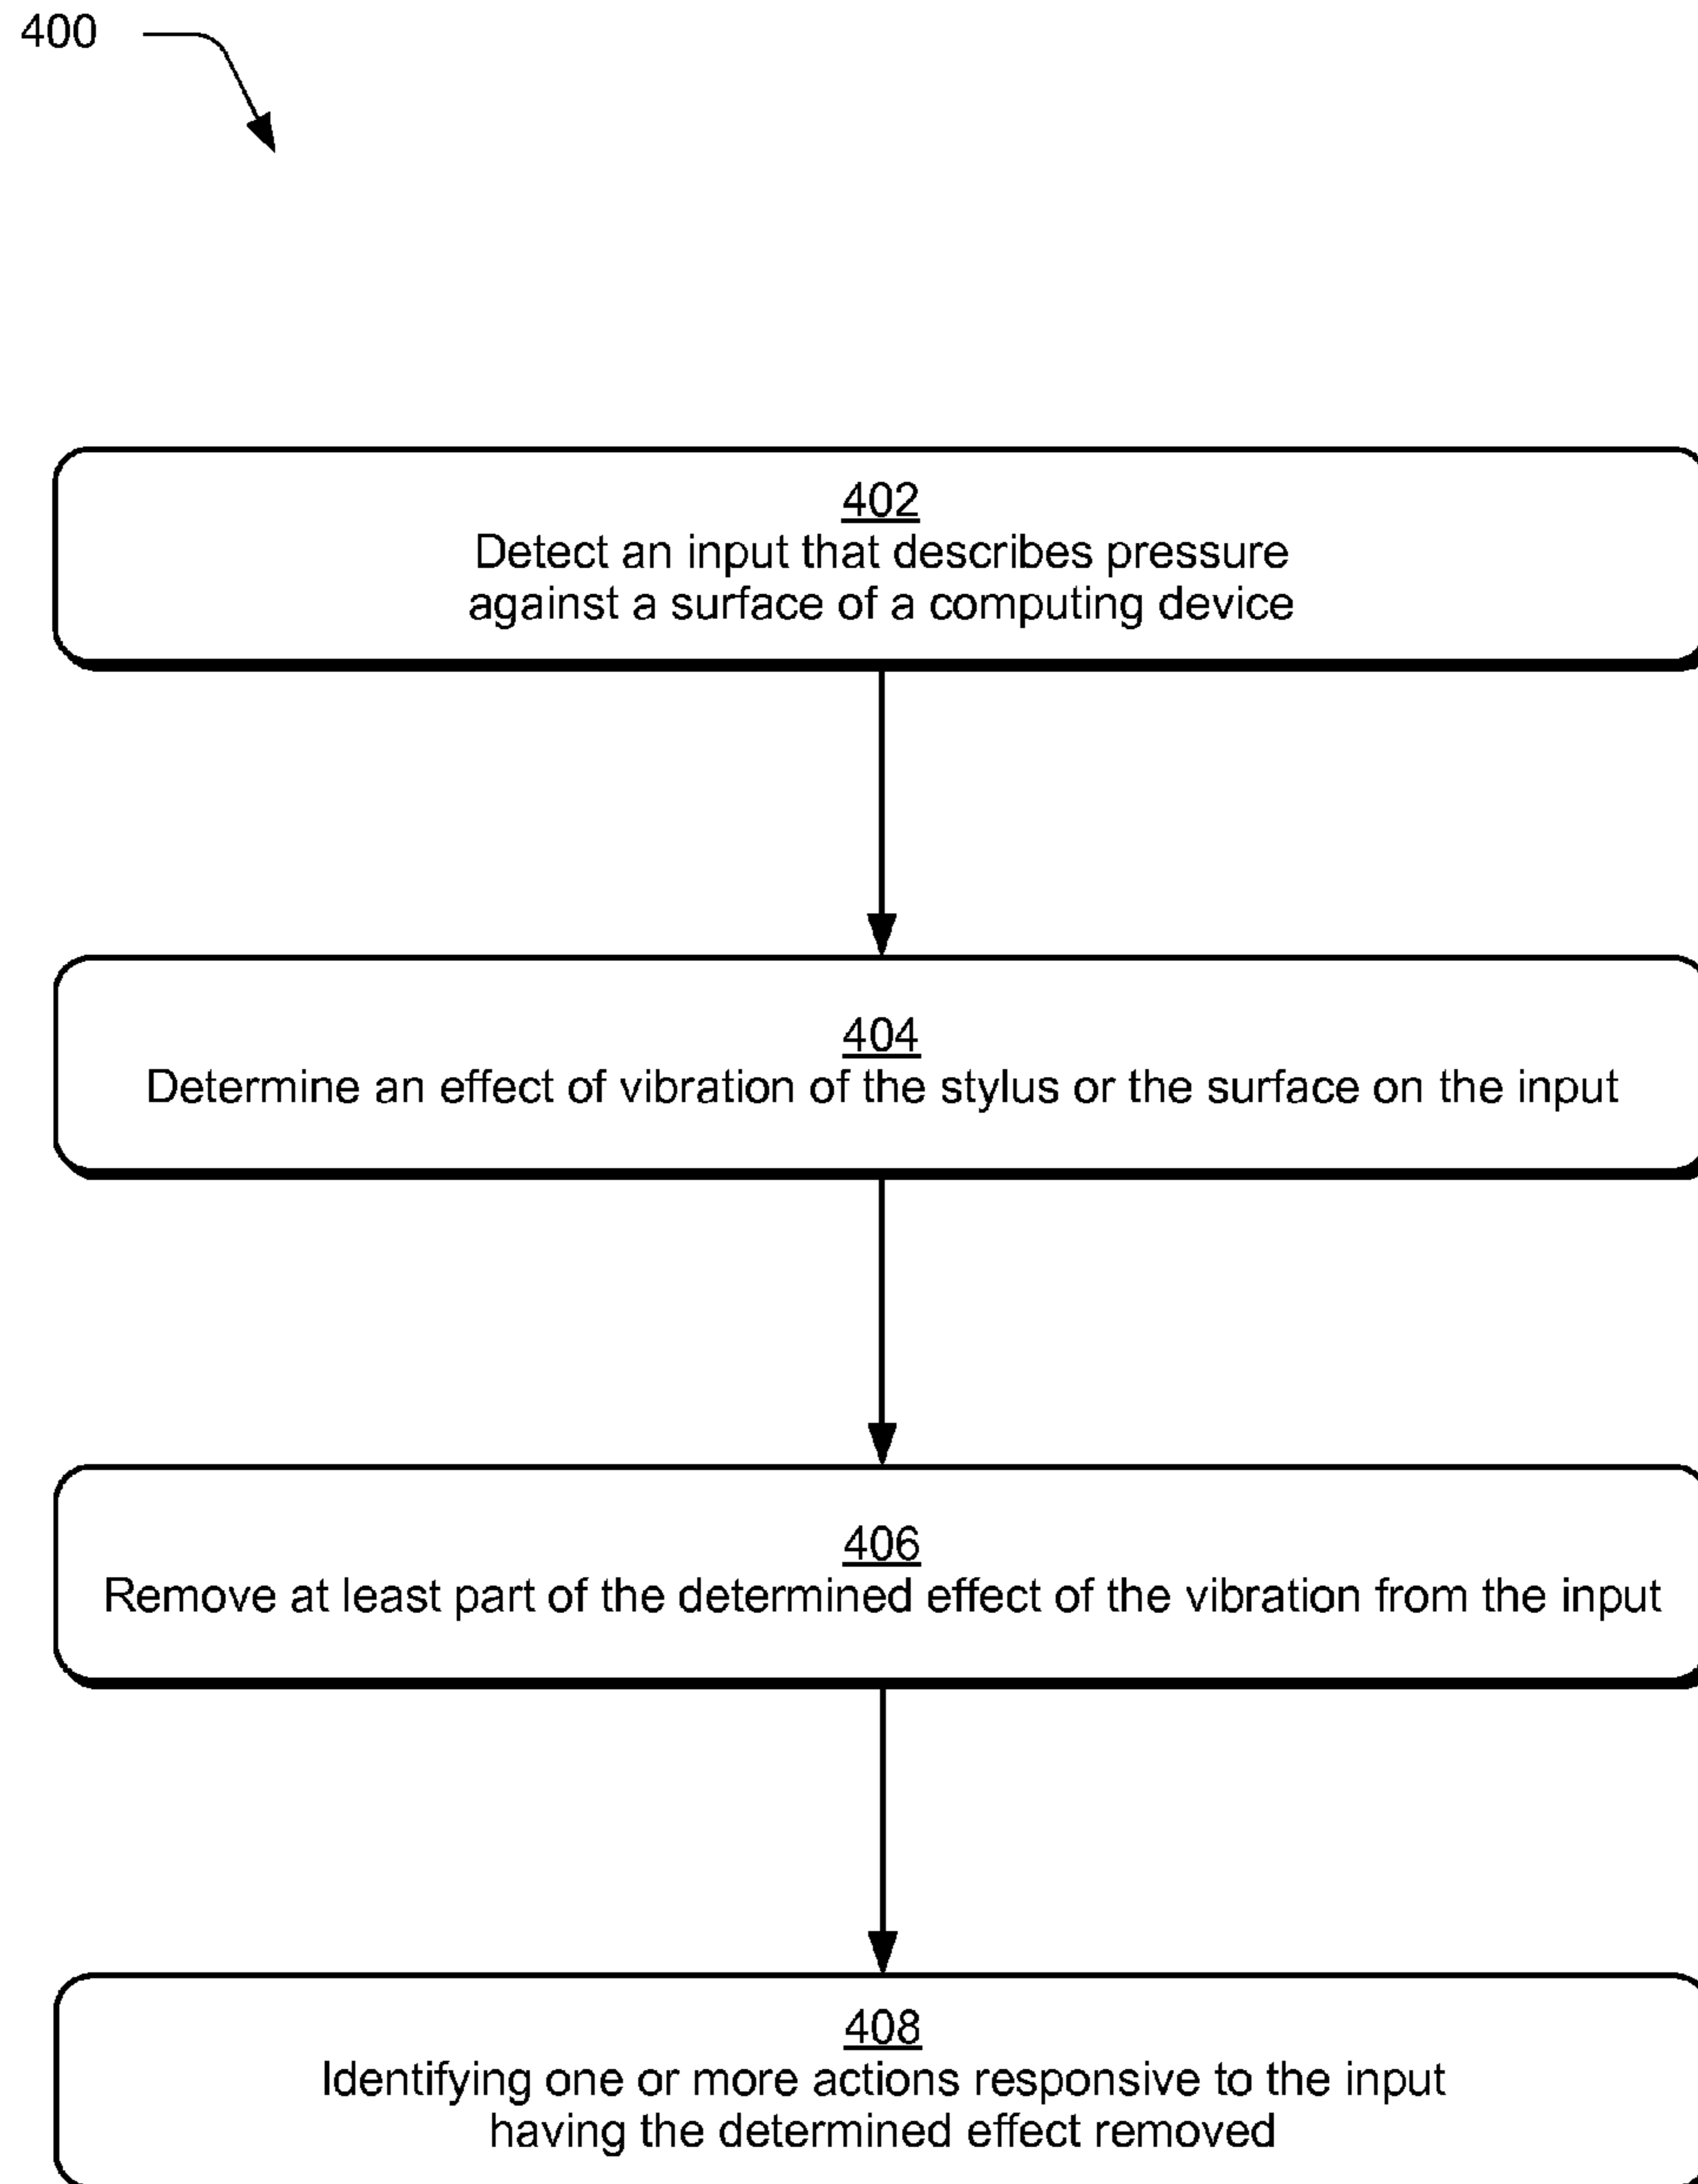 400
402
Detect an input that describes pressure
against a surface of a computing device
404
Determine an effect of vibration of the stylus or the surface on the input
406
Remove at least part of the determined effect of the vibration from the input
408
Identifying one or more actions responsive to the input
having the determined effect removed